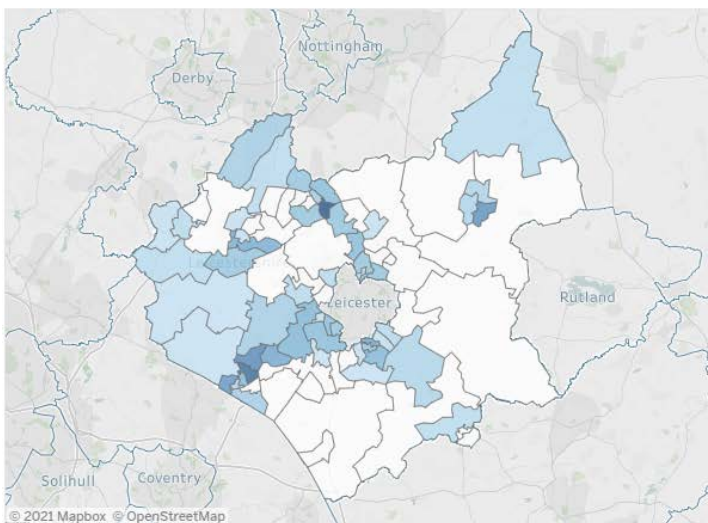 Nottingham
Derby
Leicester
Rutland
Solihull
Coventry
© 2021 Mapbox © OpenStreetMap